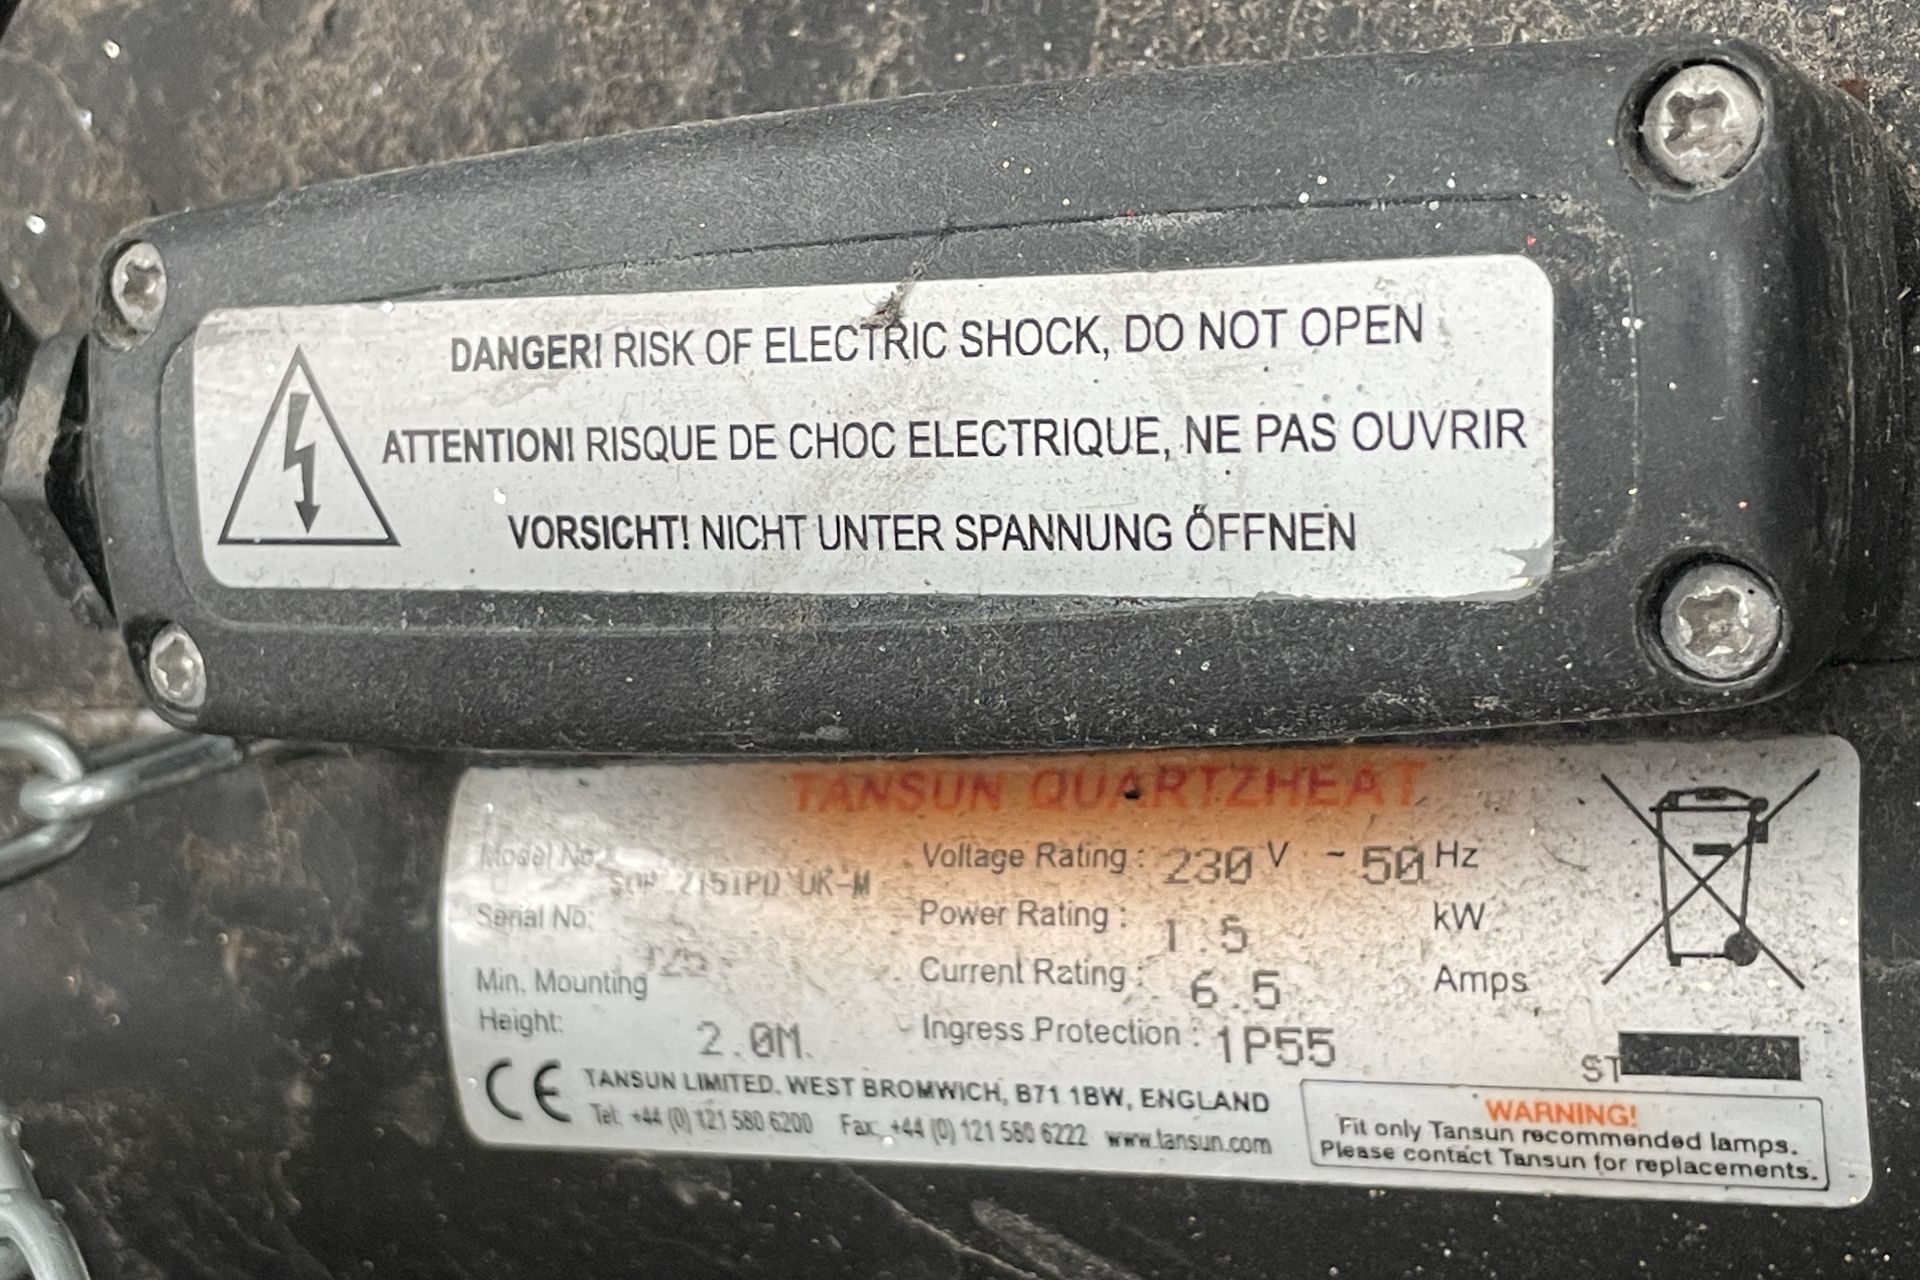 DANGER! RISK OF ELECTRIC SHOCK, DO NOT OPEN
ATTENTION! RISQUE DE CHOC ELECTRIQUE, NE PAS OUVRIR
VORSICHT! NICHT UNTER SPANNUNG ÖFFNEN
TANSUN QUARTZHEAT
Model No: UK-M
Serial No:
Min. Mounting
Height: 2.0M
Voltage Rating : 230 V ~ 50 Hz
Power Rating : 1.5 kW
Current Rating : 6.5 Amps
Ingress Protection : 1P55
ST
CE TANSUN LIMITED. WEST BROMWICH, B71 1BW, ENGLAND
Tel: +44 (0) 121 580 6200 Fax: +44 (0) 121 580 6222 www.tansun.com
WARNING!
Fit only Tansun recommended lamps.
Please contact Tansun for replacements.